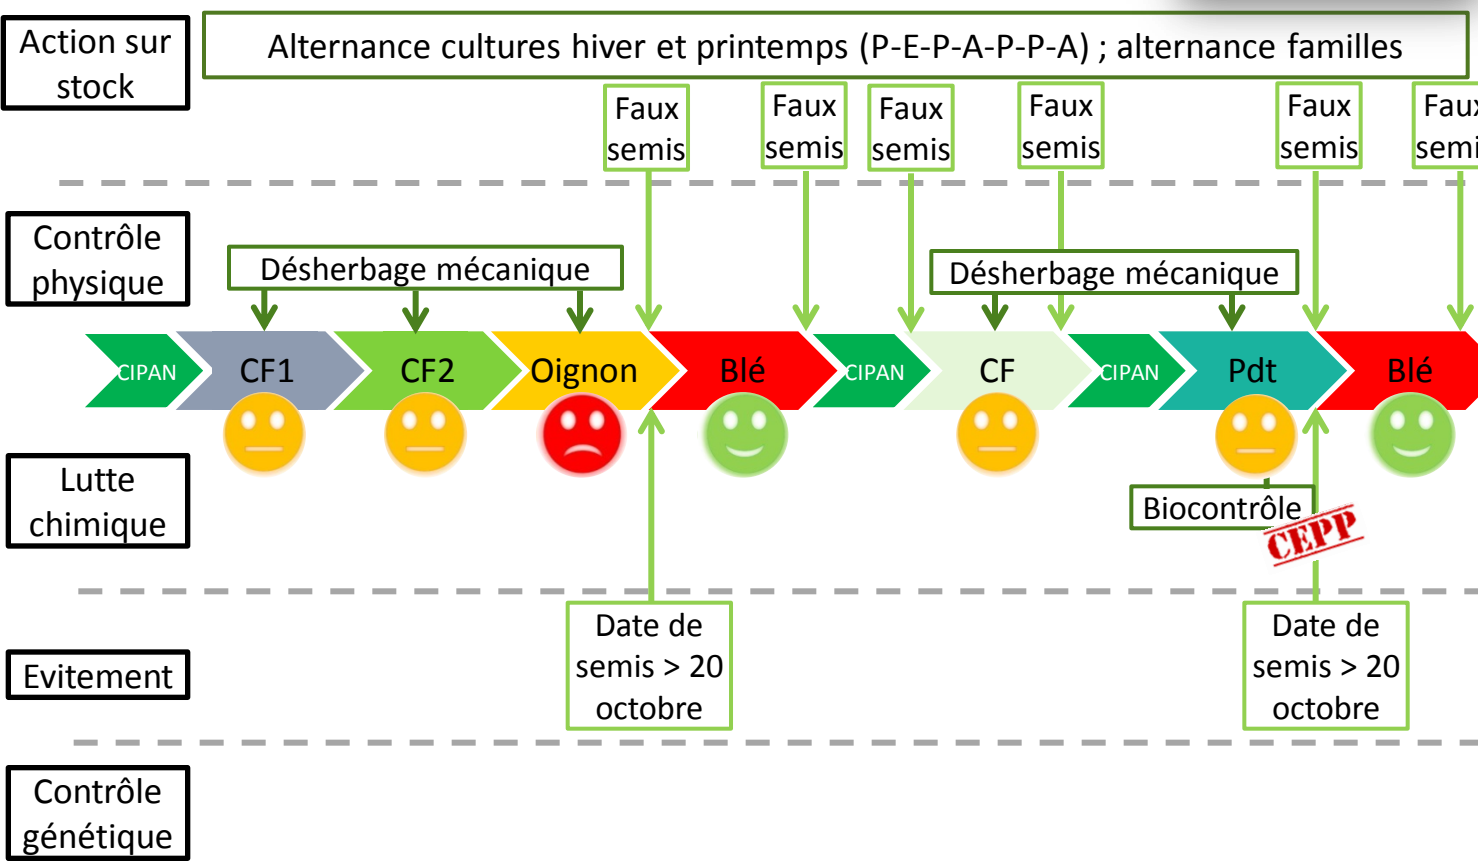 Action sur
stock
Alternance cultures hiver et printemps (P-E-P-A-P-P-A) ; alternance familles
Faux
semis
Faux
semis
Faux
semis
Faux
semis
Faux
semis
Faux
semis
Contrôle
physique
Désherbage mécanique
Désherbage mécanique
CIPAN
CF1
CF2
Oignon
Blé
CIPAN
CF
CIPAN
Pdt
Blé
Lutte
chimique
Biocontrôle
CEPP
Evitement
Date de
semis > 20
octobre
Date de
semis > 20
octobre
Contrôle
génétique